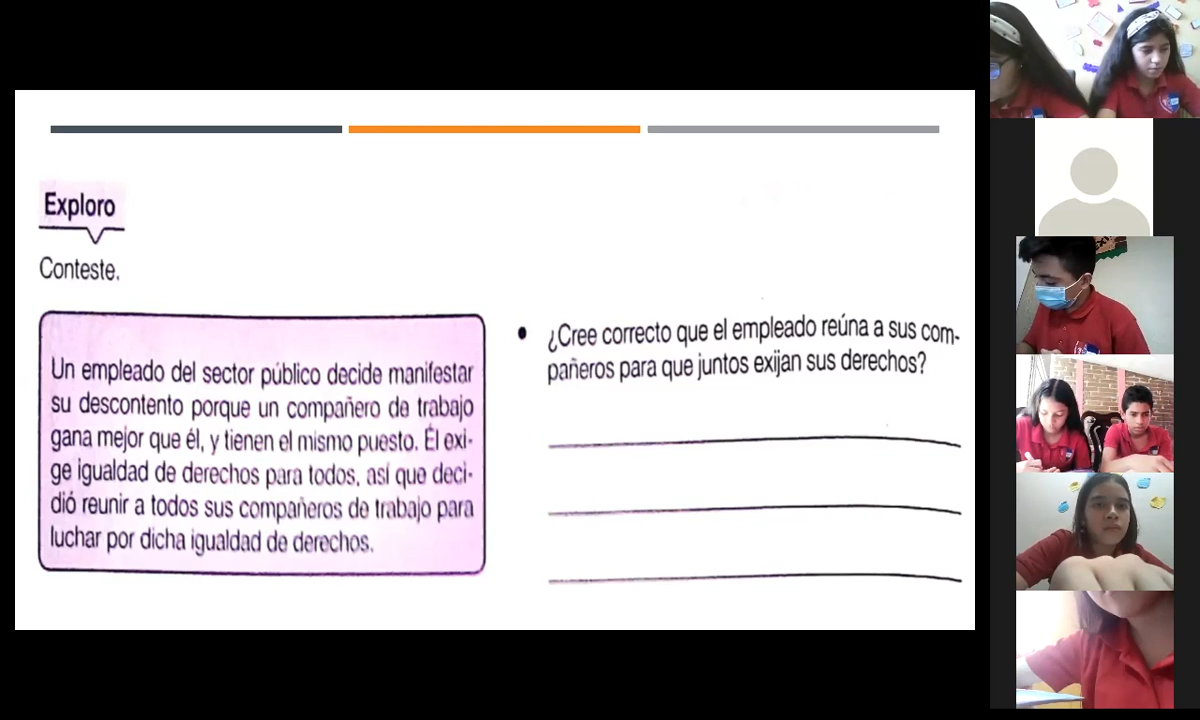 Exploro
Conteste.
Un empleado del sector público decide manifestar
su descontento porque un compañero de trabajo
gana mejor que él, y tienen el mismo puesto. Él exi-
ge igualdad de derechos para todos, así que deci-
dió reunir a todos sus compañeros de trabajo para
luchar por dicha igualdad de derechos.
• ¿Cree correcto que el empleado reúna a sus com-
pañeros para que juntos exijan sus derechos?